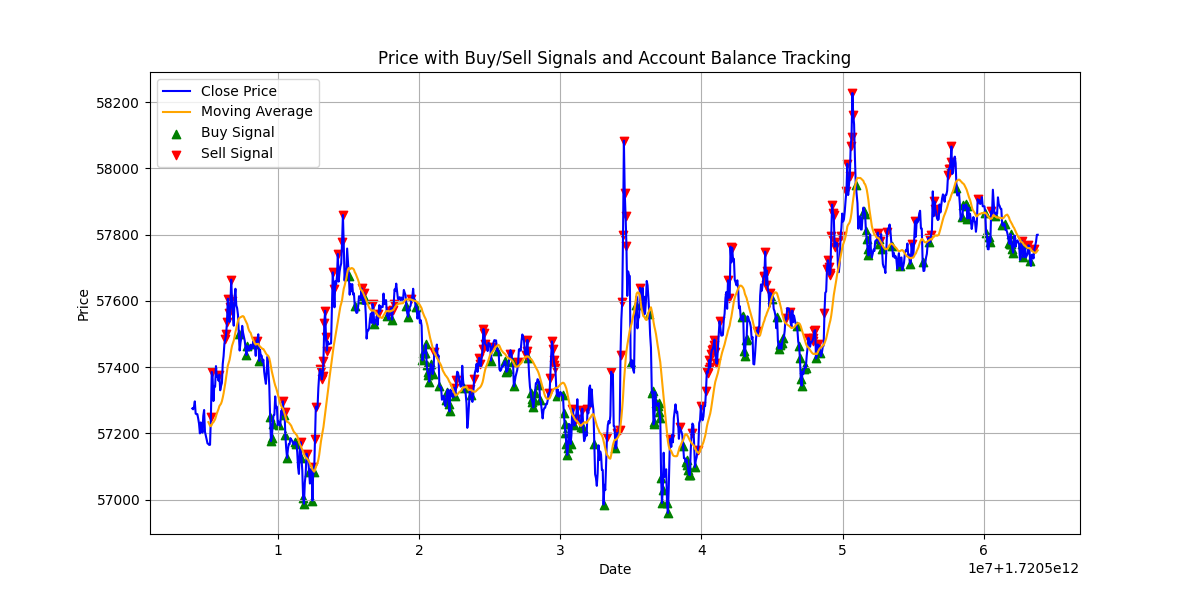 Price with Buy/Sell Signals and Account Balance Tracking
Close Price
Moving Average
Buy Signal
Sell Signal
Price
58200
58000
57800
57600
57400
57200
57000
1 2 3 4 5 6
Date
1e7+1.7205e12